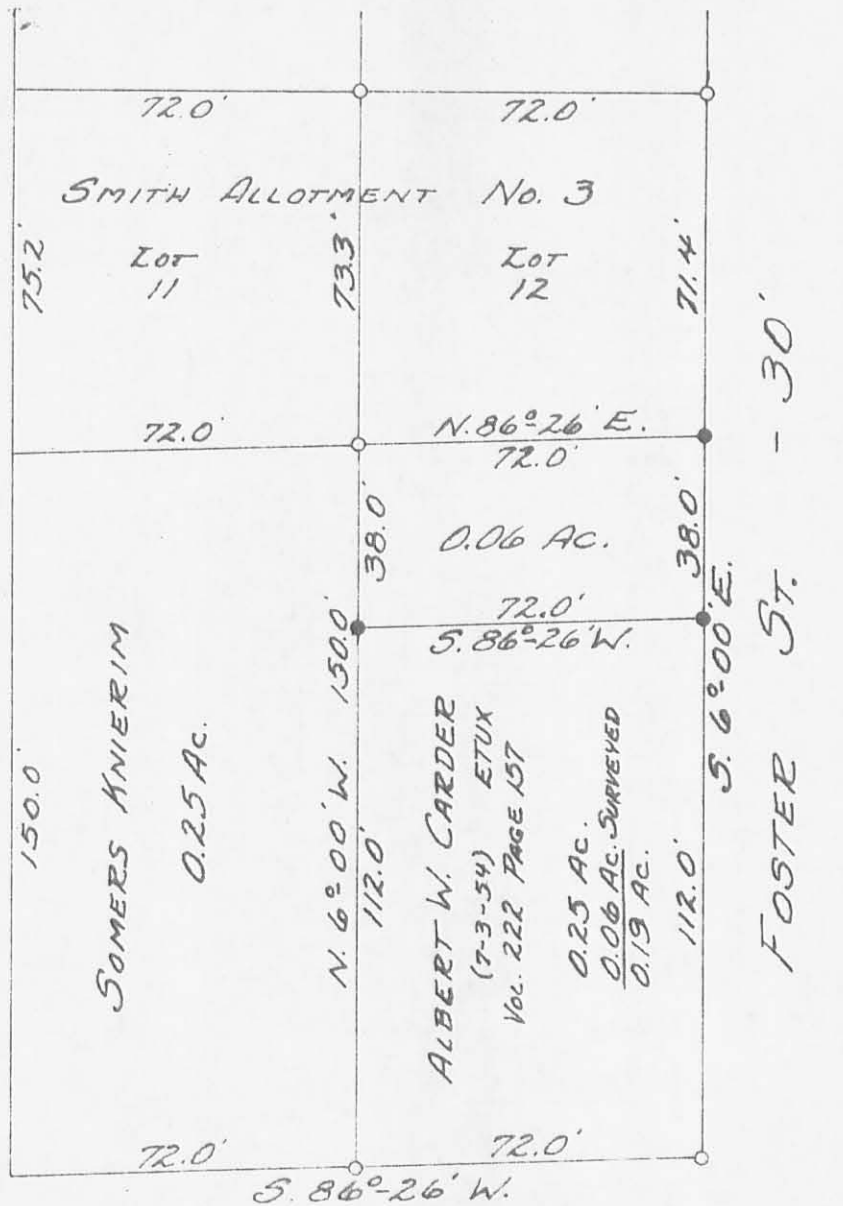 72.0'
72.0'
SMITH ALLOTMENT No. 3
75.2'
LOT
11
73.3'
LOT
12
71.4'
72.0'
N. 86°-26' E.
72.0'
38.0'
0.06 AC.
38.0'
72.0'
S. 86°-26' W.
150.0'
SOMERS KNIERIM
0.25 AC.
N. 6°-00' W. 150.0'
112.0'
ALBERT W. CARDER
(7-3-54) ETUX
VOL. 222 PAGE 157
0.25 AC.
0.06 AC. SURVEYED
0.19 AC.
112.0'
S. 6°-00' E.
FOSTER ST. - 30'
72.0'
72.0'
S. 86°-26' W.